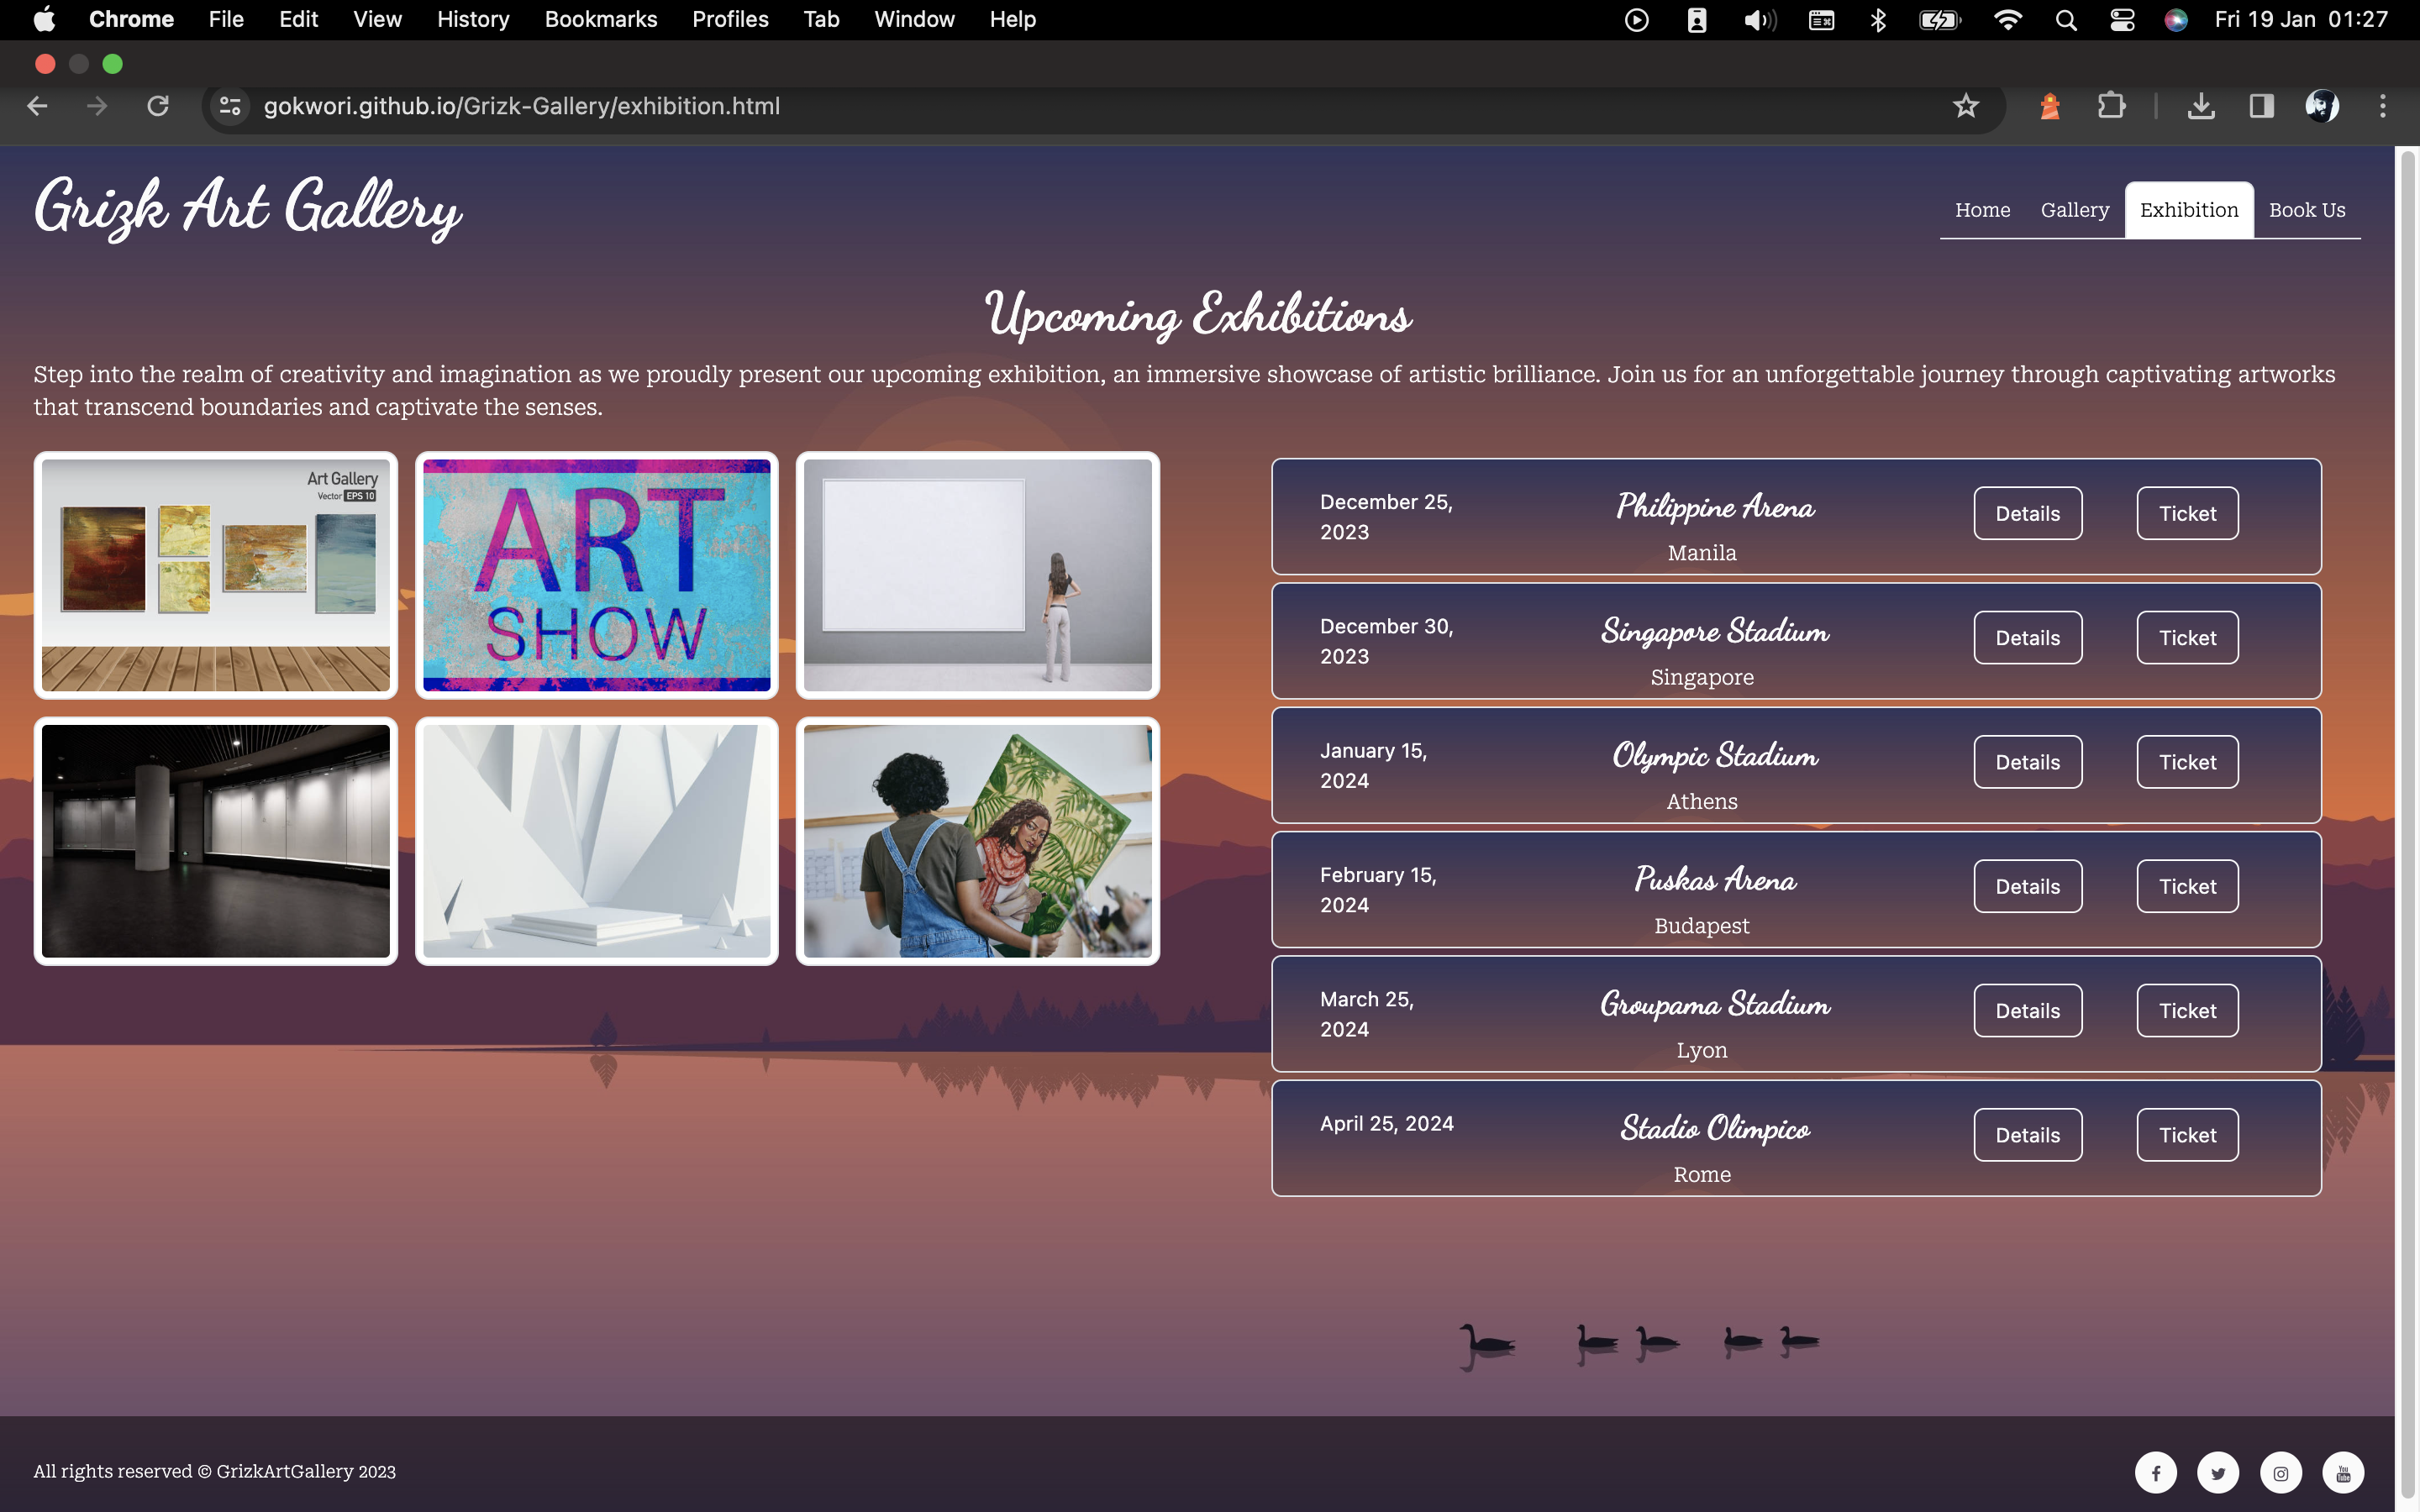 Chrome File Edit View History Bookmarks Profiles Tab Window Help Fri 19 Jan 01:27
gokwori.github.io/Grizk-Gallery/exhibition.html
Grizk Art Gallery
Home Gallery Exhibition Book Us
Upcoming Exhibitions
Step into the realm of creativity and imagination as we proudly present our upcoming exhibition, an immersive showcase of artistic brilliance. Join us for an unforgettable journey through captivating artworks
that transcend boundaries and captivate the senses.
Art Gallery
Vector EPS 10
ART
SHOW
December 25,
2023
Philippine Arena
Manila
Details
Ticket
December 30,
2023
Singapore Stadium
Singapore
Details
Ticket
January 15,
2024
Olympic Stadium
Athens
Details
Ticket
February 15,
2024
Puskas Arena
Budapest
Details
Ticket
March 25,
2024
Groupama Stadium
Lyon
Details
Ticket
April 25, 2024
Stadio Olimpico
Rome
Details
Ticket
All rights reserved © GrizkArtGallery 2023
You
Tube